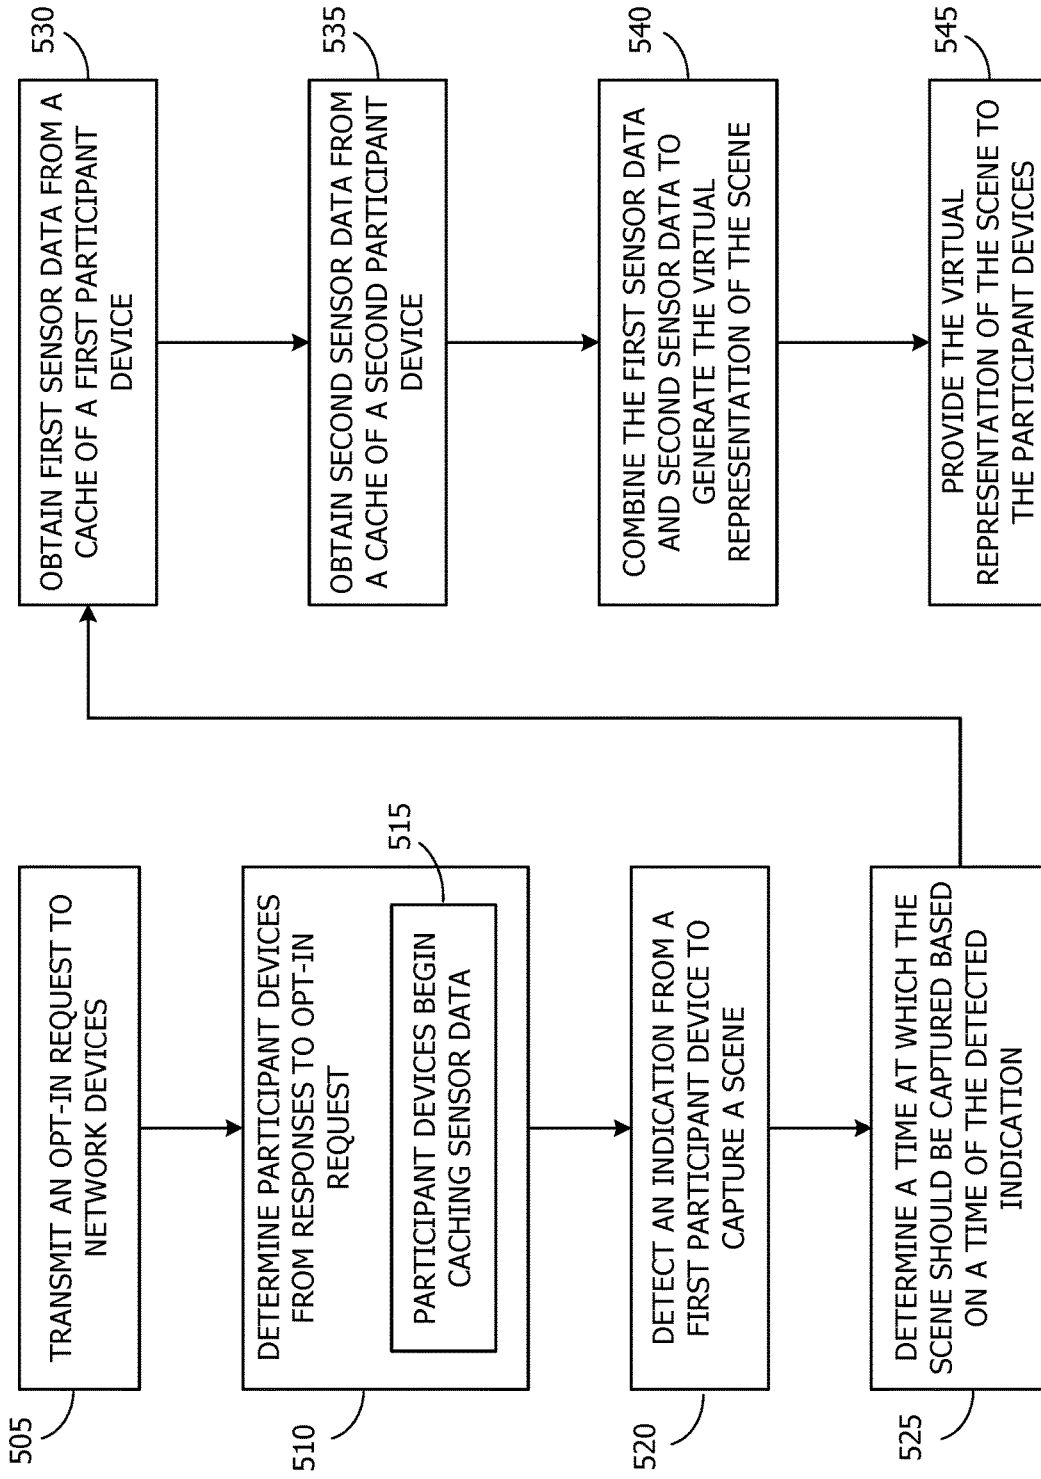 505
TRANSMIT AN OPT-IN REQUEST TO
NETWORK DEVICES
510
DETERMINE PARTICIPANT DEVICES
FROM RESPONSES TO OPT-IN
REQUEST
515
PARTICIPANT DEVICES BEGIN
CACHING SENSOR DATA
520
DETECT AN INDICATION FROM A
FIRST PARTICIPANT DEVICE TO
CAPTURE A SCENE
525
DETERMINE A TIME AT WHICH THE
SCENE SHOULD BE CAPTURED BASED
ON A TIME OF THE DETECTED
INDICATION
530
OBTAIN FIRST SENSOR DATA FROM A
CACHE OF A FIRST PARTICIPANT
DEVICE
535
OBTAIN SECOND SENSOR DATA FROM
A CACHE OF A SECOND PARTICIPANT
DEVICE
540
COMBINE THE FIRST SENSOR DATA
AND SECOND SENSOR DATA TO
GENERATE THE VIRTUAL
REPRESENTATION OF THE SCENE
545
PROVIDE THE VIRTUAL
REPRESENTATION OF THE SCENE TO
THE PARTICIPANT DEVICES